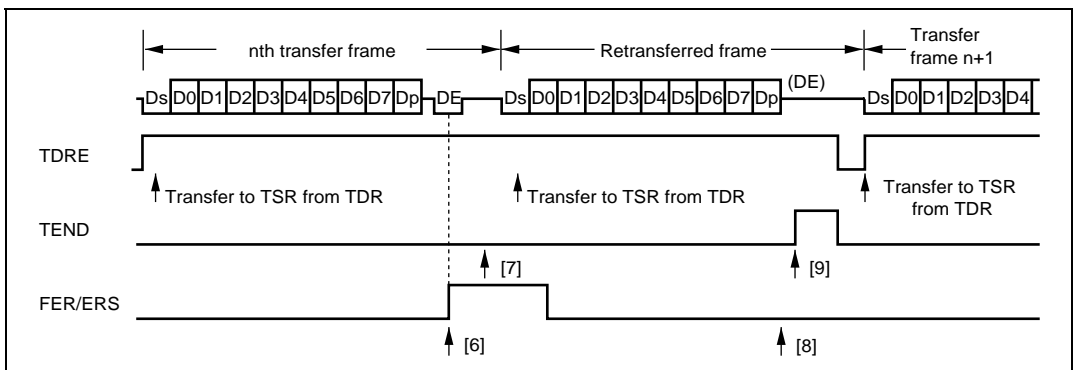 nth transfer frame
Retransferred frame
Transfer
frame n+1
Ds D0 D1 D2 D3 D4 D5 D6 D7 Dp DE
Ds D0 D1 D2 D3 D4 D5 D6 D7 Dp (DE)
Ds D0 D1 D2 D3 D4
TDRE
Transfer to TSR from TDR
Transfer to TSR from TDR
Transfer to TSR
from TDR
TEND
[7]
[9]
FER/ERS
[6]
[8]